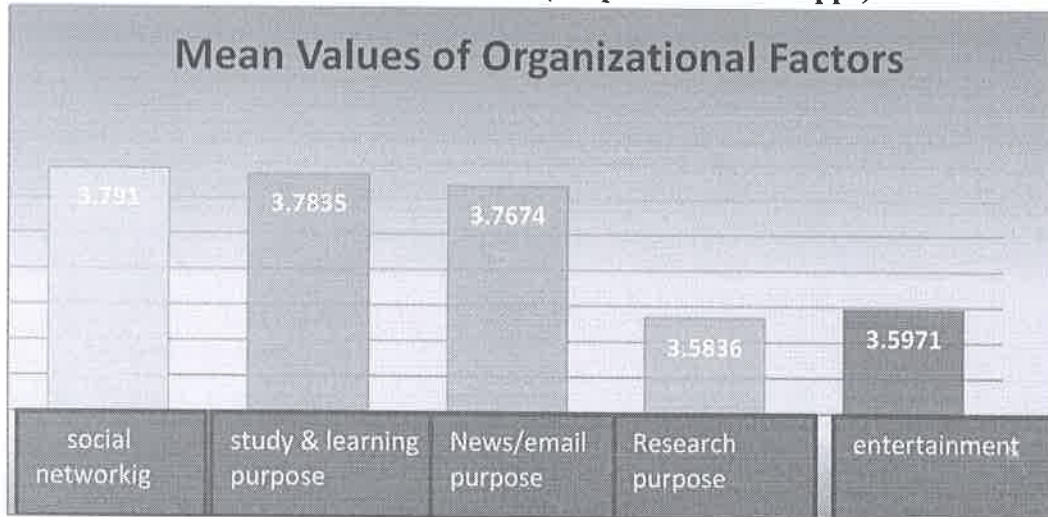 Mean Values of Organizational Factors
3.791
3.7835
3.7674
3.5836
3.5971
social
networkig
study & learning
purpose
News/email
purpose
Research
purpose
entertainment